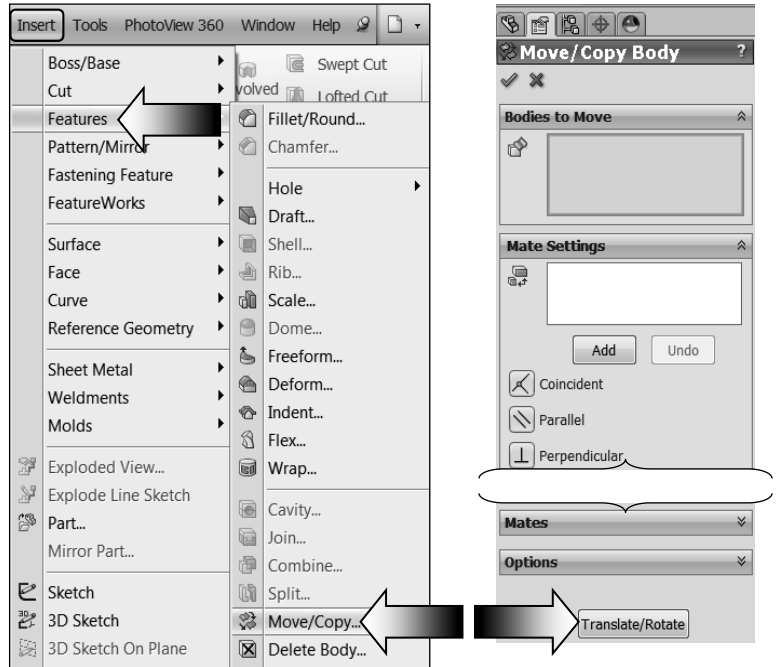 Insert Tools PhotoView 360 Window Help
Boss/Base
Cut
Features
Pattern/Mirror
Fastening Feature
FeatureWorks
Surface
Face
Curve
Reference Geometry
Sheet Metal
Weldments
Molds
Exploded View...
Explode Line Sketch
Part...
Mirror Part...
Sketch
3D Sketch
3D Sketch On Plane
volved
Swept Cut
Lofted Cut
Fillet/Round...
Chamfer...
Hole
Draft...
Shell...
Rib...
Scale...
Dome...
Freeform...
Deform...
Indent...
Flex...
Wrap...
Cavity...
Join...
Combine...
Split...
Move/Copy...
Delete Body...
Move/Copy Body ?
Bodies to Move
Mate Settings
Add Undo
Coincident
Parallel
Perpendicular
Mates
Options
Translate/Rotate